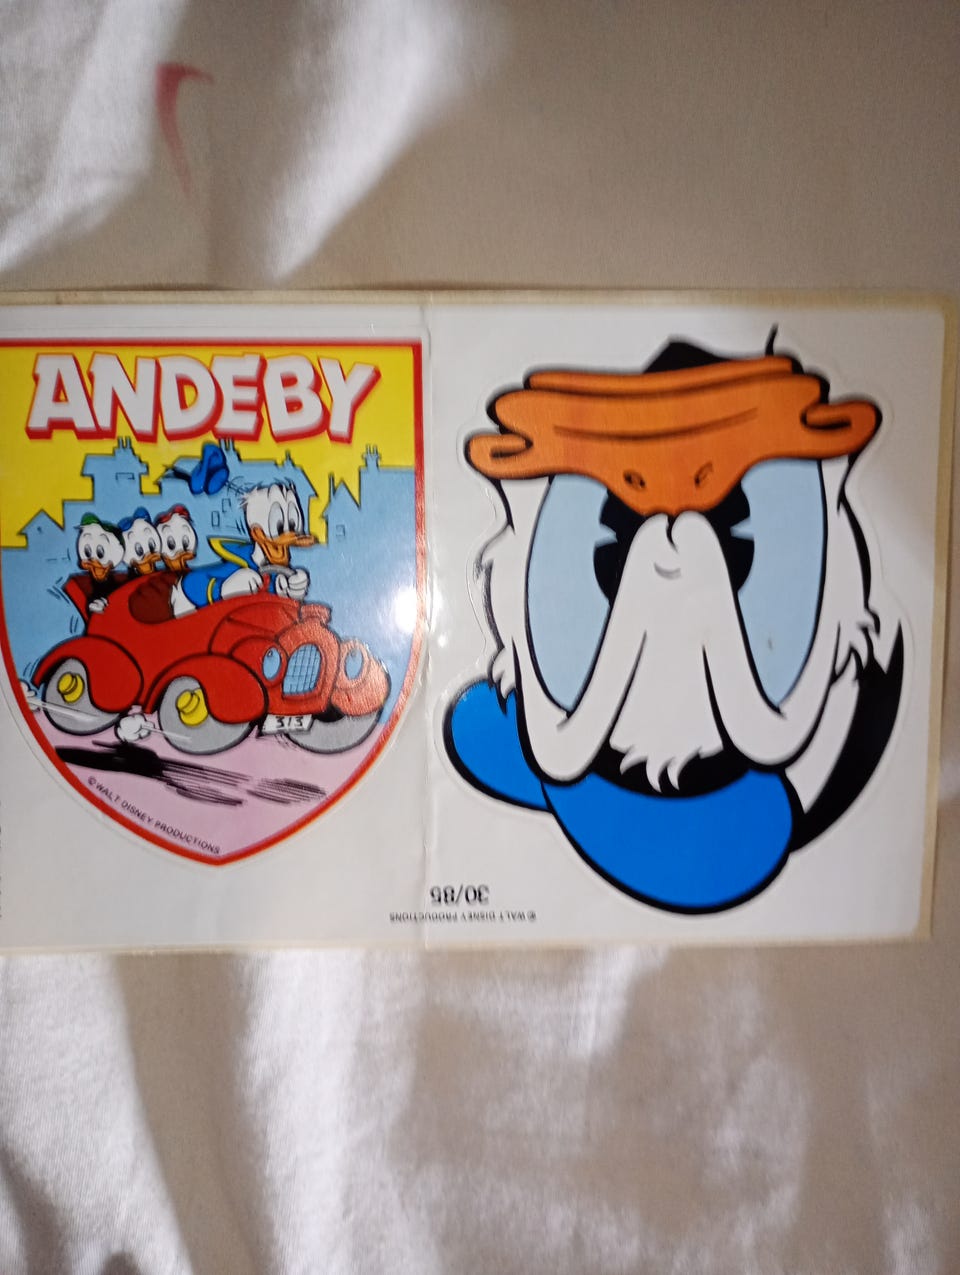 ANDEBY
313
©WALT DISNEY PRODUCTIONS
30/85
©WALT DISNEY PRODUCTIONS